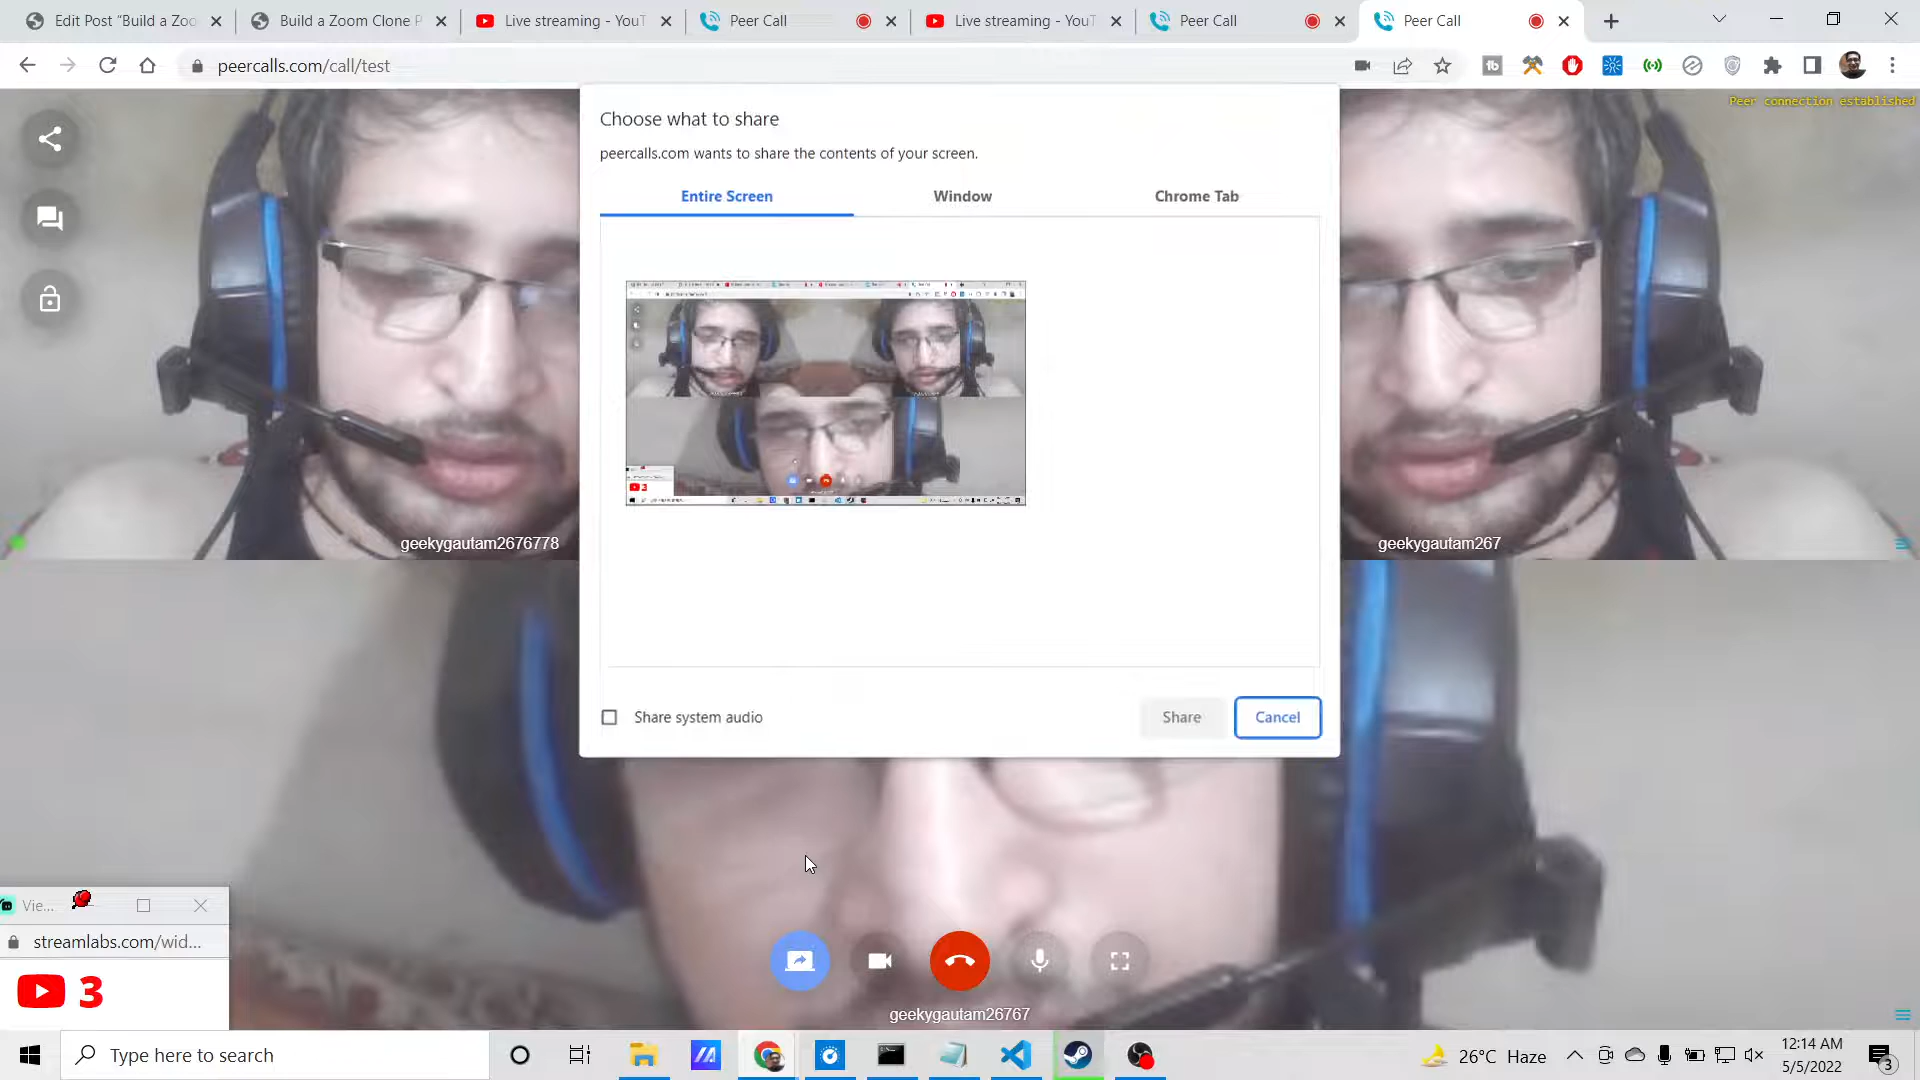 Edit Post “Build a Zoo
Build a Zoom Clone P
Live streaming - YouT
Peer Call
Live streaming - YouT
Peer Call
Peer Call
peercalls.com/call/test
Peer connection established
Choose what to share
peercalls.com wants to share the contents of your screen.
Entire Screen
Window
Chrome Tab
geekygautam2676778
geekygautam267
Share system audio
Share
Cancel
Vie...
streamlabs.com/wid...
3
geekygautam26767
Type here to search
26°C Haze
12:14 AM
5/5/2022
3